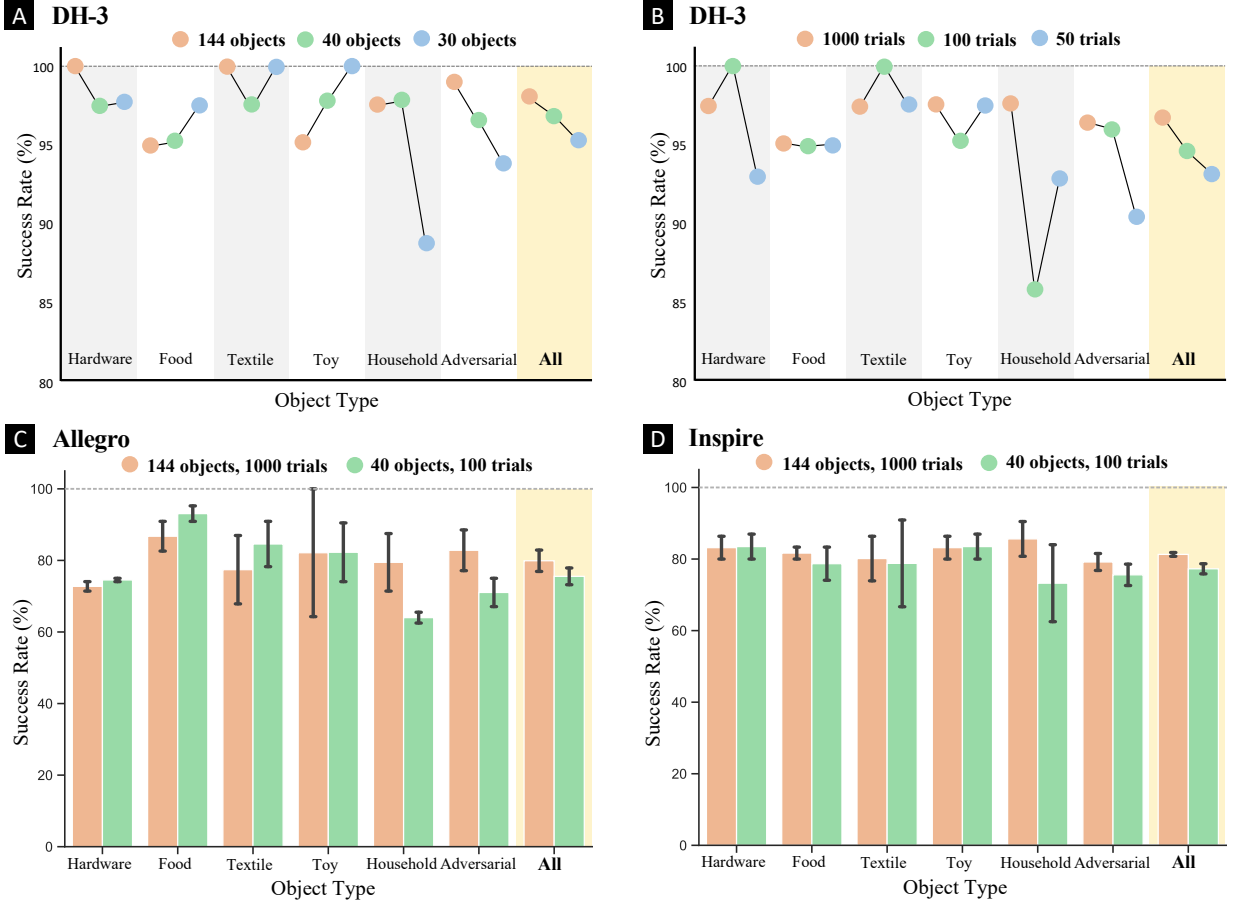 A DH-3
144 objects 40 objects 30 objects
100
95
90
85
80
Success Rate (%)
Hardware Food Textile Toy Household Adversarial All
Object Type
B DH-3
1000 trials 100 trials 50 trials
100
95
90
85
80
Success Rate (%)
Hardware Food Textile Toy Household Adversarial All
Object Type
C Allegro
144 objects, 1000 trials 40 objects, 100 trials
100
80
60
40
20
0
Success Rate (%)
Hardware Food Textile Toy Household Adversarial All
Object Type
D Inspire
144 objects, 1000 trials 40 objects, 100 trials
100
80
60
40
20
0
Success Rate (%)
Hardware Food Textile Toy Household Adversarial All
Object Type